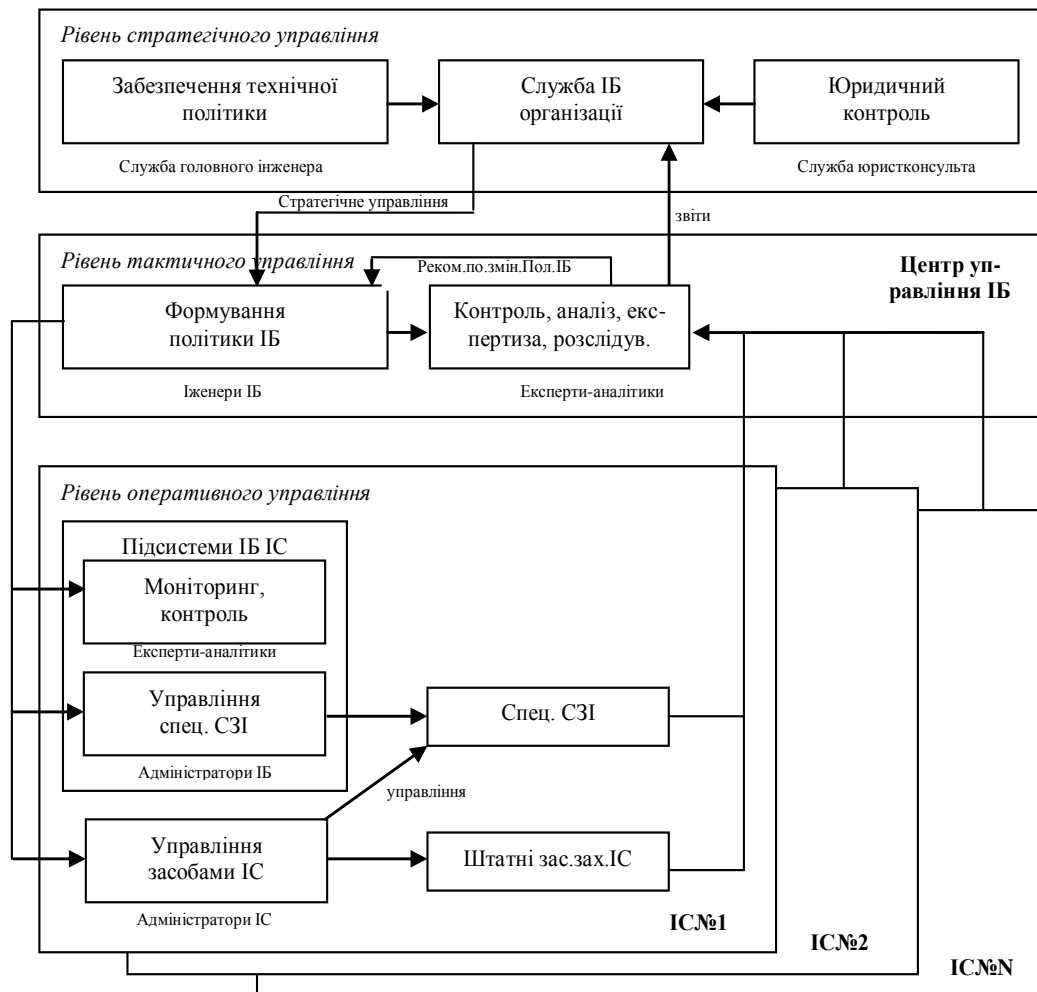 Рівень стратегічного управління
Забезпечення технічної
політики
Служба ІБ
організації
Юридичний
контроль
Служба головного інженера
Служба юристконсульта
Стратегічне управління
звіти
Рівень тактичного управління
Реком.по.змін.Пол.ІБ
Центр уп-
равління ІБ
Формування
політики ІБ
Контроль, аналіз, екс-
пертиза, розслідув.
Іженери ІБ
Експерти-аналітики
Рівень оперативного управління
Підсистеми ІБ ІС
Моніторинг,
контроль
Експерти-аналітики
Управління
спец. СЗІ
Спец. СЗІ
Адміністратори ІБ
управління
Управління
засобами ІС
Штатні зас.зах.ІС
Адміністратори ІС
ІС№1
ІС№2
ІС№N